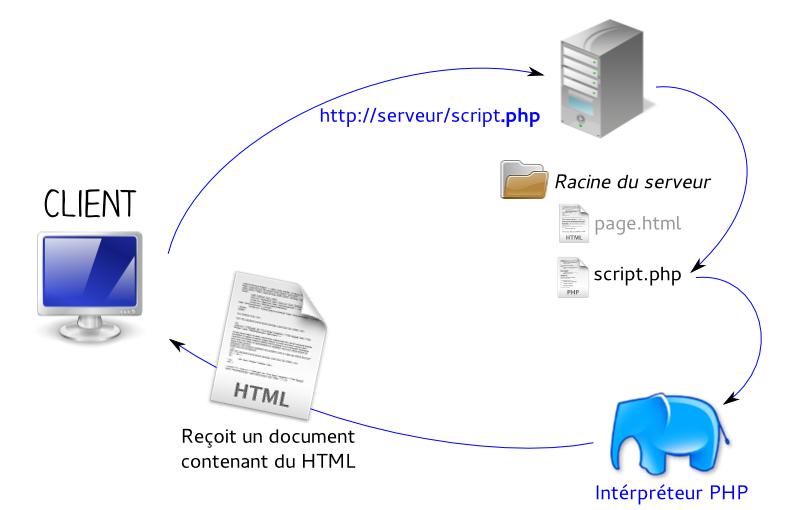 http://serveur/script.php
Racine du serveur
CLIENT
page.html
HTML
script.php
PHP
HTML
Reçoit un document
contenant du HTML
Intérpréteur PHP